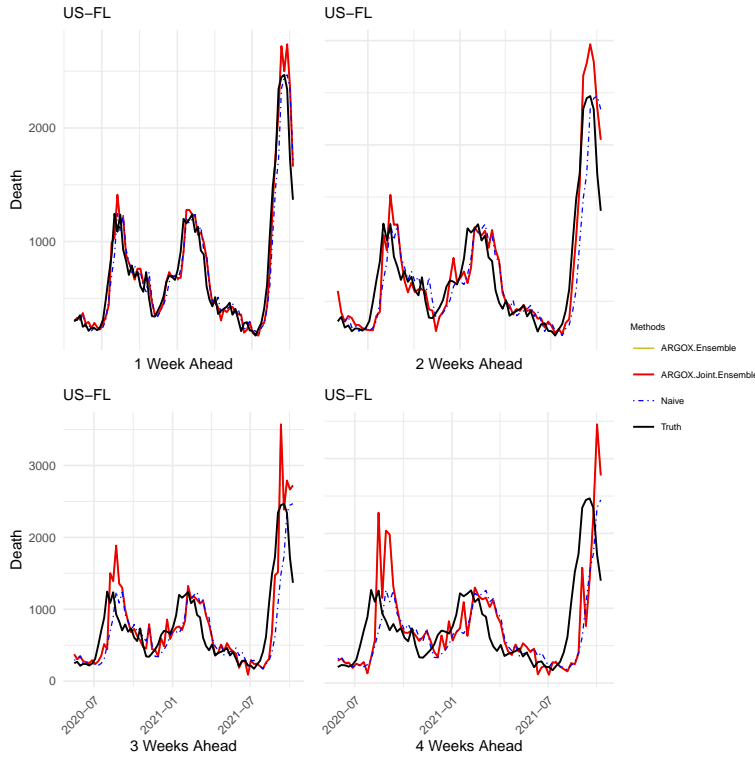 US−FL
US−FL
Death
2000
1000
1 Week Ahead
2 Weeks Ahead
Methods
ARGOX.Ensemble
ARGOX.Joint.Ensemble
Naive
Truth
US−FL
US−FL
Death
3000
2000
1000
0
2020−07
2021−01
2021−07
2020−07
2021−01
2021−07
3 Weeks Ahead
4 Weeks Ahead